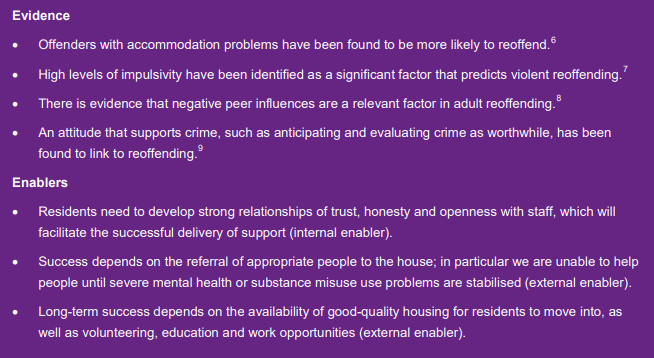 Evidence
• Offenders with accommodation problems have been found to be more likely to reoffend.6
• High levels of impulsivity have been identified as a significant factor that predicts violent reoffending.7
• There is evidence that negative peer influences are a relevant factor in adult reoffending.8
• An attitude that supports crime, such as anticipating and evaluating crime as worthwhile, has been
found to link to reoffending.9
Enablers
• Residents need to develop strong relationships of trust, honesty and openness with staff, which will
facilitate the successful delivery of support (internal enabler).
• Success depends on the referral of appropriate people to the house; in particular we are unable to help
people until severe mental health or substance misuse use problems are stabilised (external enabler).
• Long-term success depends on the availability of good-quality housing for residents to move into, as
well as volunteering, education and work opportunities (external enabler).